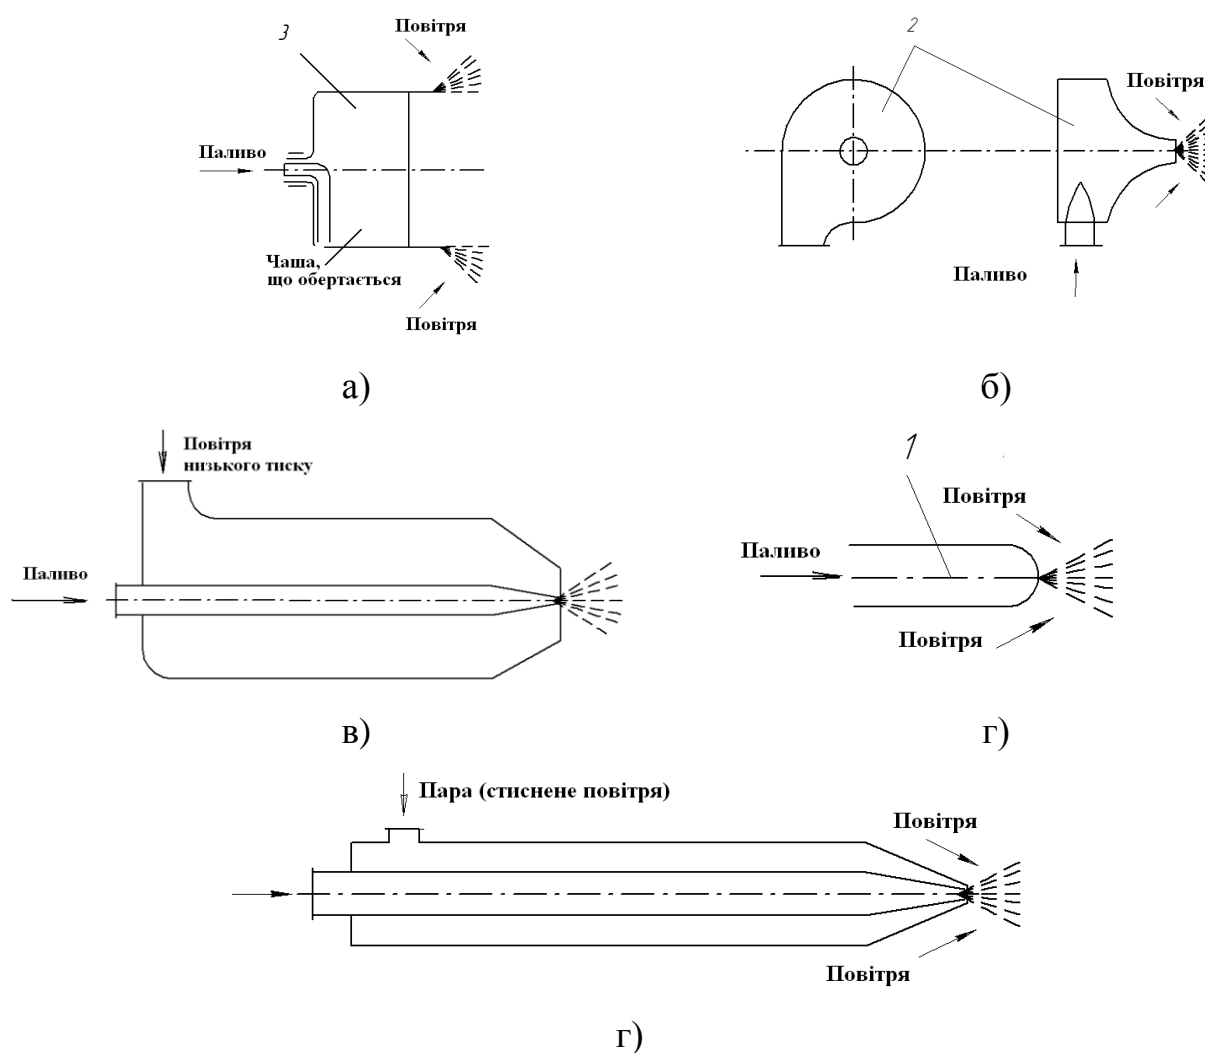 3
Повітря
Паливо
Чаша,
що обертається
Повітря
а)
2
Повітря
Паливо
б)
Повітря
низького тиску
Паливо
в)
1
Повітря
Паливо
Повітря
г)
Пара (стиснене повітря)
Повітря
Повітря
г)